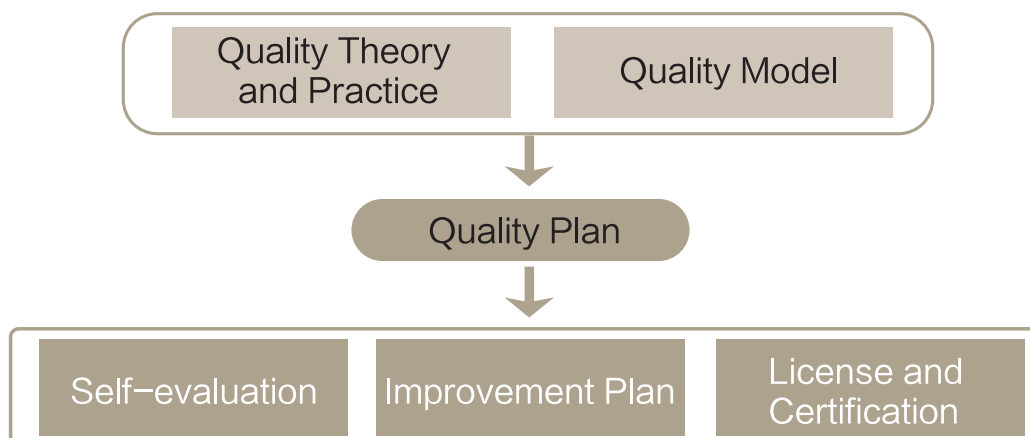 Quality Theory
and Practice
Quality Model
Quality Plan
Self-evaluation
Improvement Plan
License and
Certification